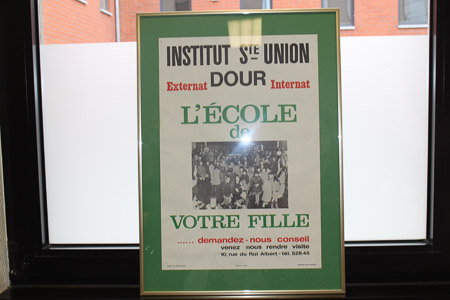 INSTITUT STE UNION
DOUR
Externat Internat
L'ÉCOLE
de
VOTRE FILLE
...... demandez-nous conseil
venez nous rendre visite
10, rue du Roi Albert - tél. 528.45